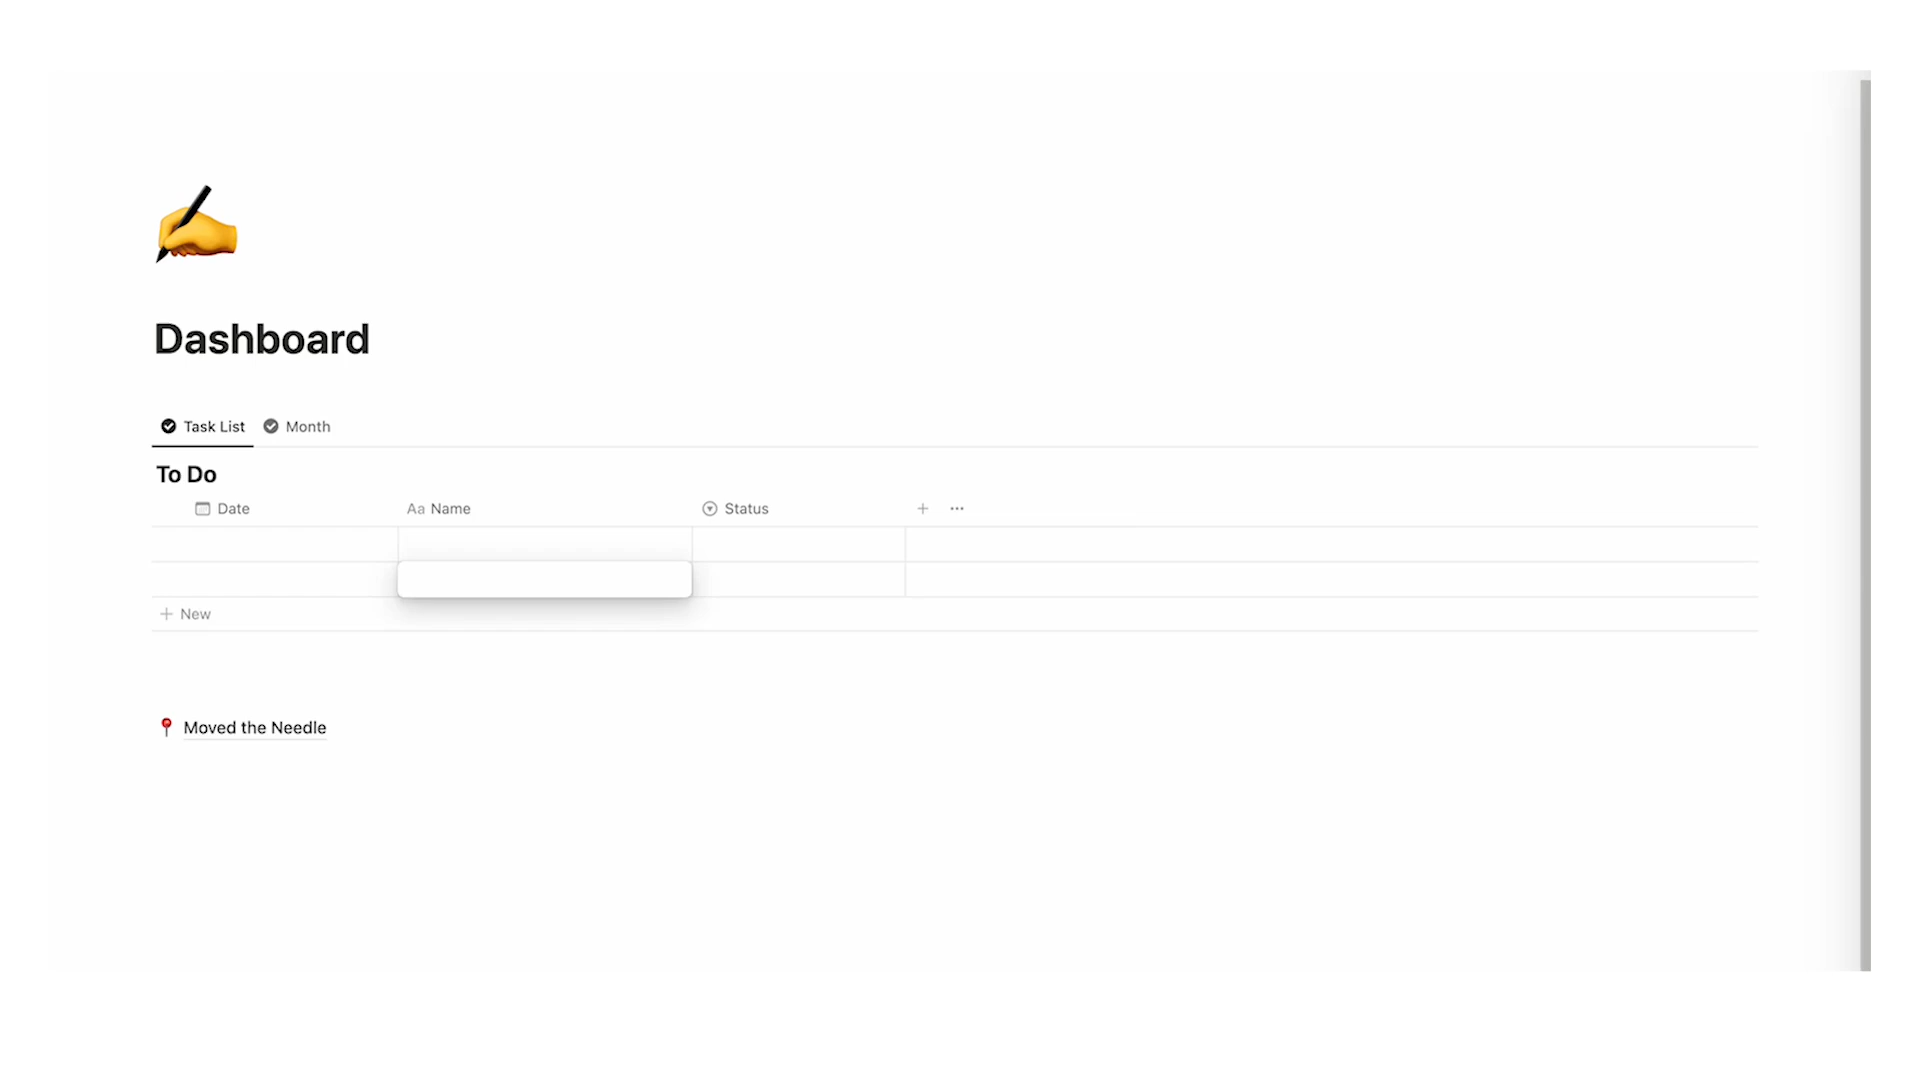 Dashboard
Task List Month
To Do
Date Aa Name Status
New
Moved the Needle